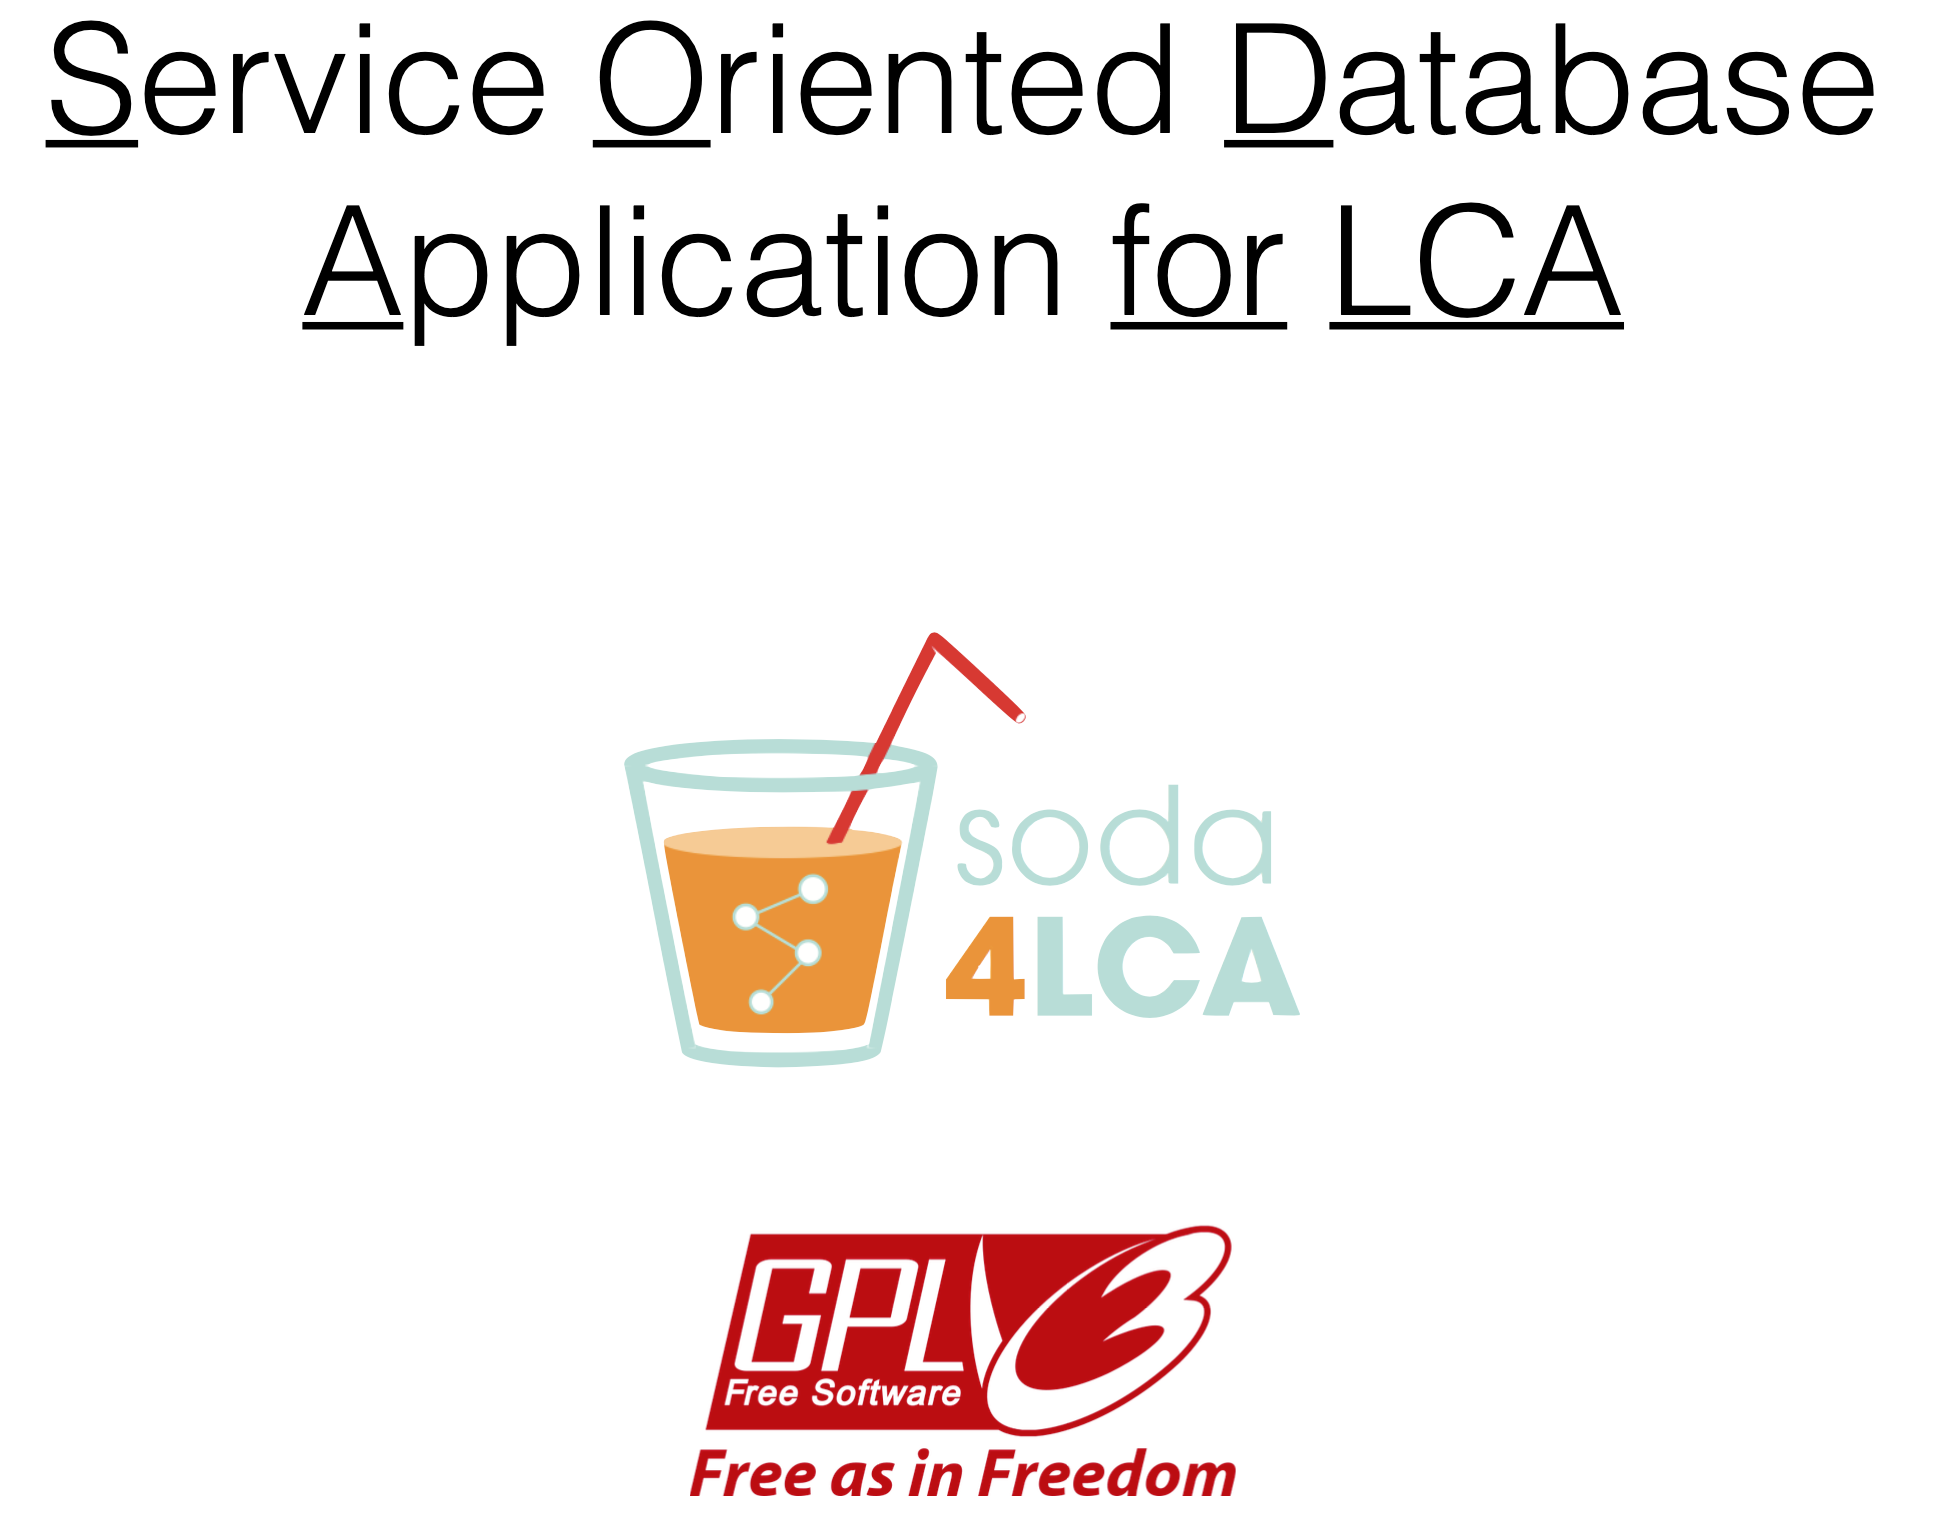 Service Oriented Database
Application for LCA
soda
4LCA
GPL 3
Free Software
Free as in Freedom